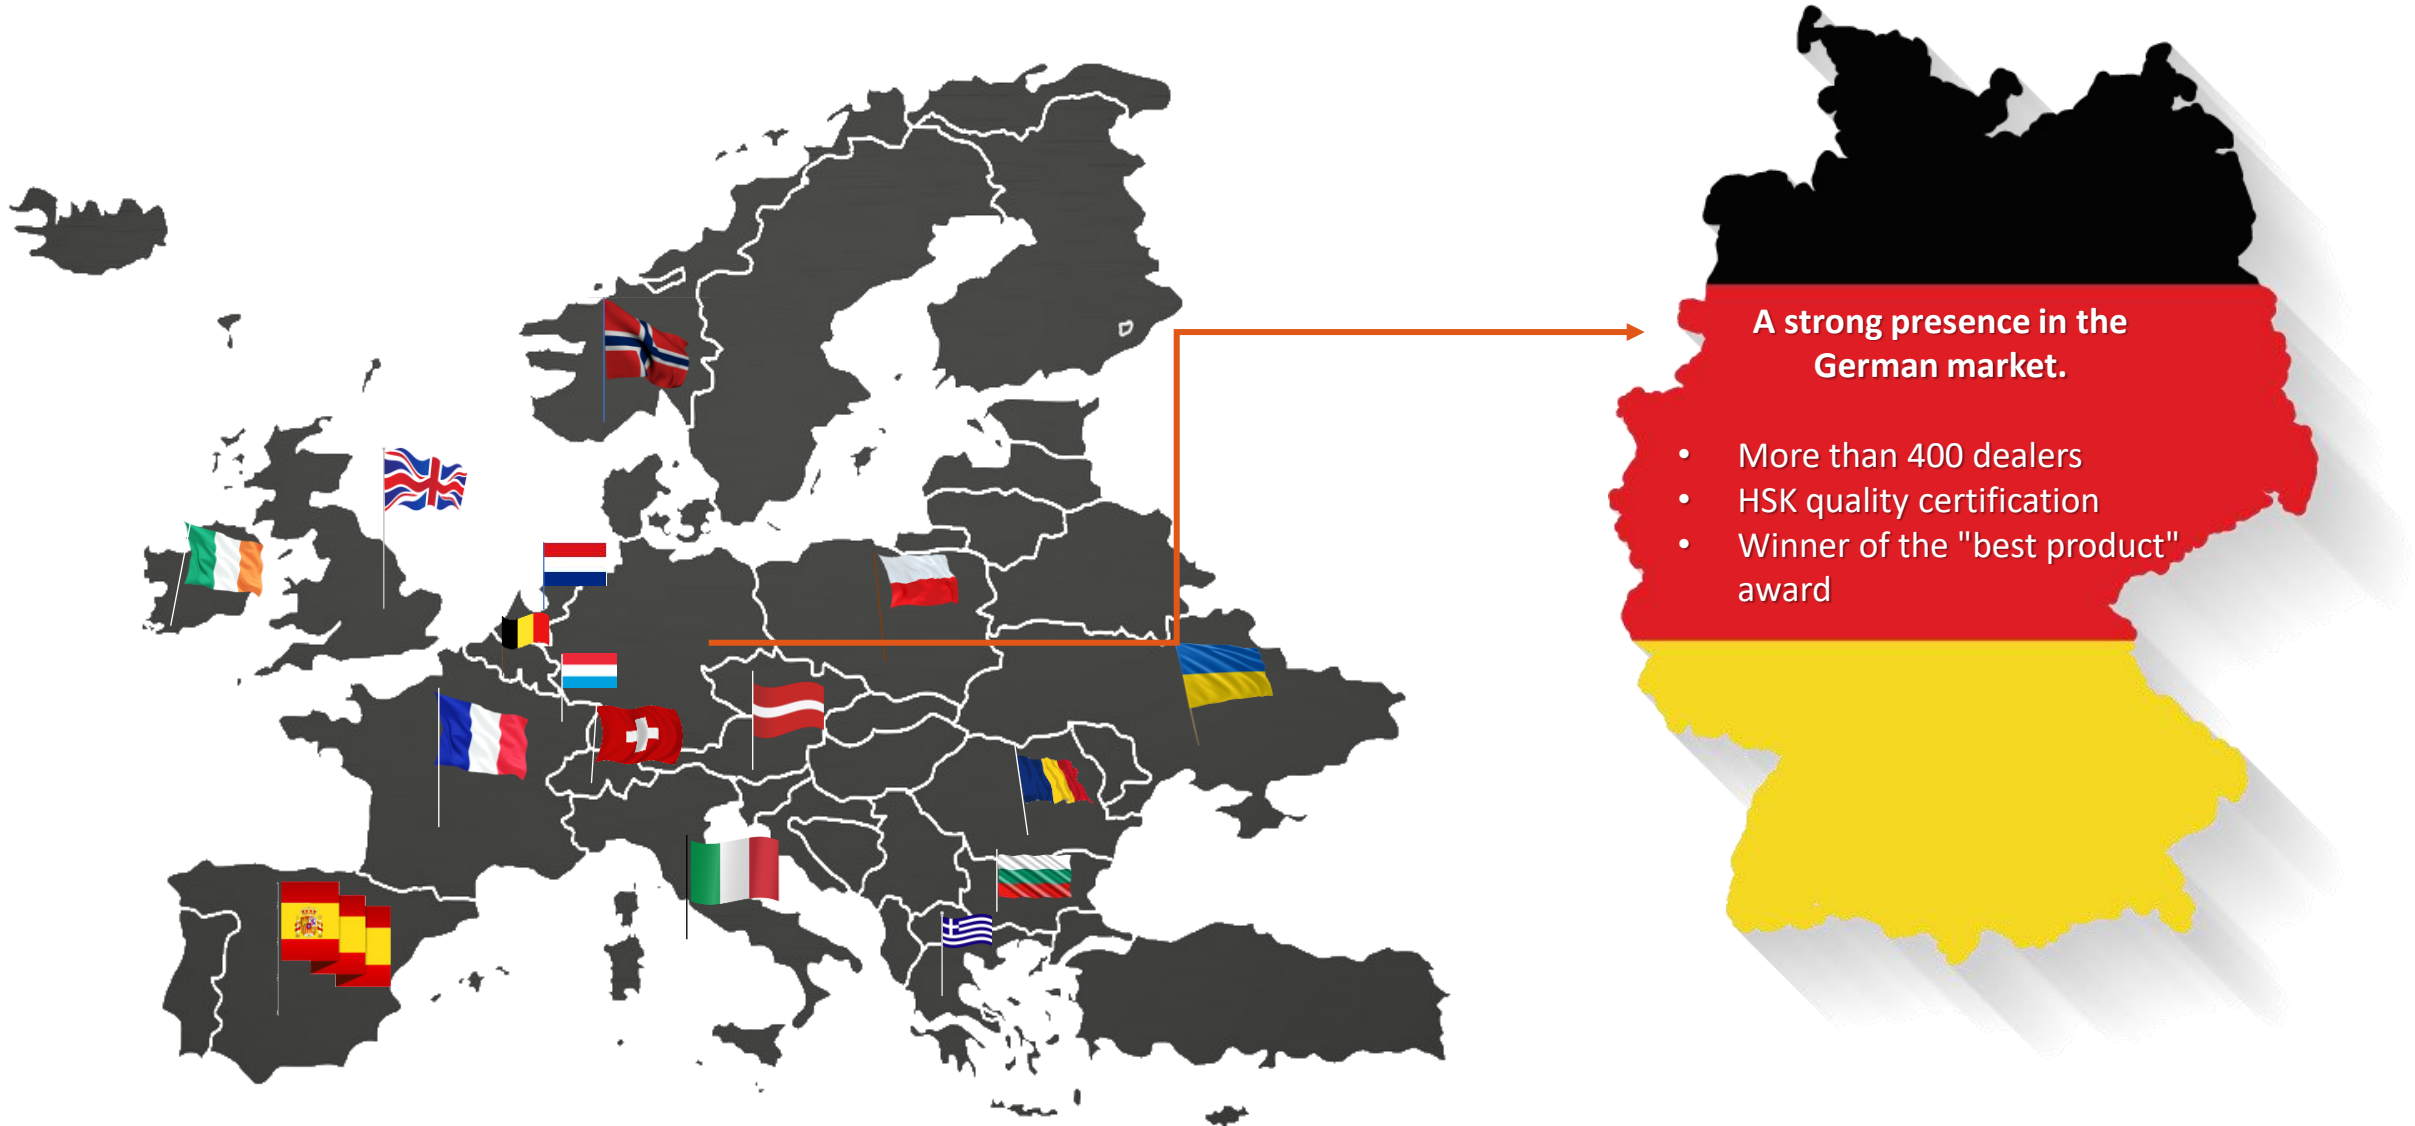 A strong presence in the
German market.
• More than 400 dealers
• HSK quality certification
• Winner of the "best product"
award